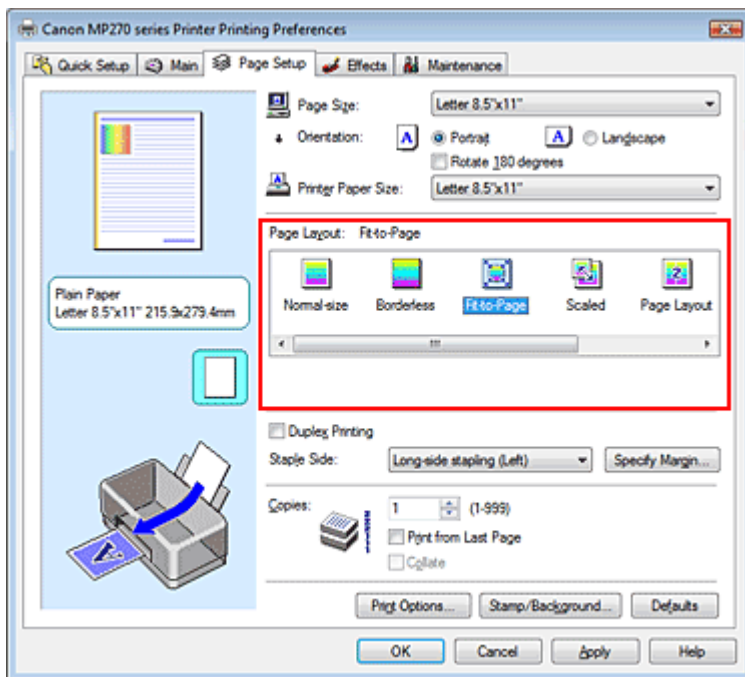 Canon MP270 series Printer Printing Preferences
Quick Setup Main Page Setup Effects Maintenance
Page Size: Letter 8.5"x11"
Orientation: A Portrait A Landscape
Rotate 180 degrees
Printer Paper Size: Letter 8.5"x11"
Page Layout: Fit-to-Page
Normal-size Borderless Fit-to-Page Scaled Page Layout
Plain Paper
Letter 8.5"x11" 215.9x279.4mm
Duplex Printing
Staple Side: Long-side stapling (Left) Specify Margin...
Copies: 1 (1-999)
Print from Last Page
Collate
Print Options... Stamp/Background... Defaults
OK Cancel Apply Help